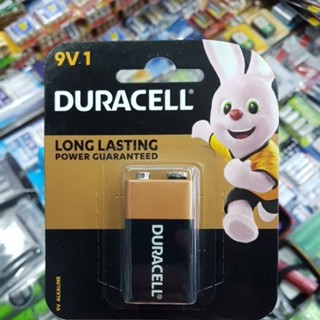 9V 1
DURACELL
LONG LASTING
POWER GUARANTEED
DURACELL
9V ALKALINE